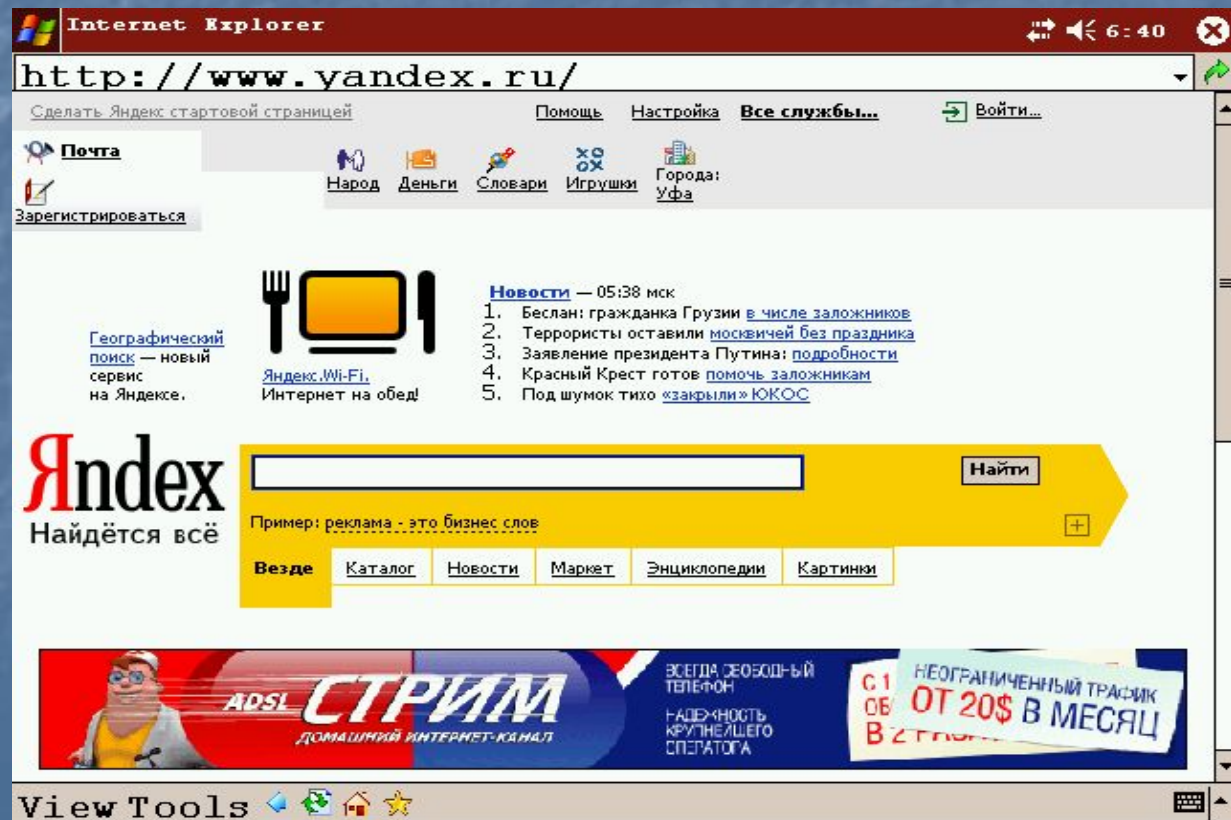 Internet Explorer
6:40
http://www.yandex.ru/
Сделать Яндекс стартовой страницей
Помощь Настройка Все службы... Войти...
Почта
Зарегистрироваться
Народ Деньги Словари Игрушки Города:
Уфа
Географический
поиск — новый
сервис
на Яндексе.
Яндекс.Wi-Fi.
Интернет на обед!
Новости — 05:38 мск
1. Беслан: гражданка Грузии в числе заложников
2. Террористы оставили москвичей без праздника
3. Заявление президента Путина: подробности
4. Красный Крест готов помочь заложникам
5. Под шумок тихо «закрыли» ЮКОС
Яndex
Найдётся всё
Найти
Пример: реклама - это бизнес слов
Везде Каталог Новости Маркет Энциклопедии Картинки
ADSL СТРИМ
ДОМАШНИЙ ИНТЕРНЕТ-КАНАЛ
ВСЕГДА СВОБОДНЫЙ
ТЕЛЕФОН
НАДЕЖНОСТЬ
КРУПНЕЙШЕГО
ОПЕРАТОРА
НЕОГРАНИЧЕННЫЙ ТРАФИК
ОТ 20$ В МЕСЯЦ
View Tools